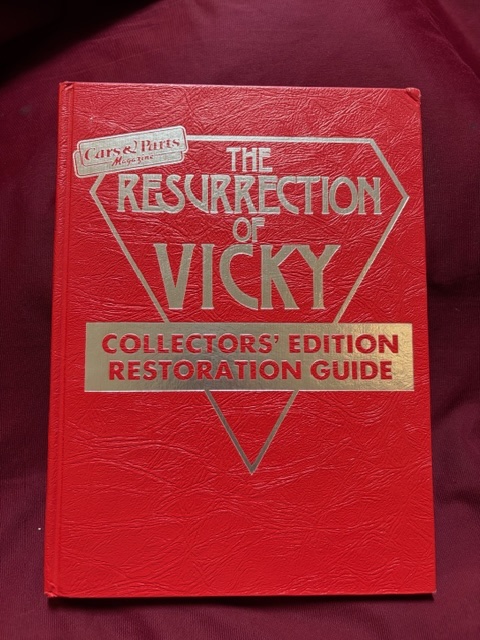 Cars & Parts
Magazine
THE
RESURRECTION
OF
VICKY
COLLECTORS' EDITION
RESTORATION GUIDE